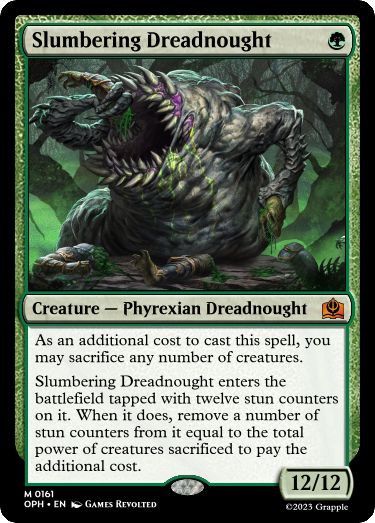 Slumbering Dreadnought
Creature — Phyrexian Dreadnought
As an additional cost to cast this spell, you
may sacrifice any number of creatures.
Slumbering Dreadnought enters the
battlefield tapped with twelve stun counters
on it. When it does, remove a number of
stun counters from it equal to the total
power of creatures sacrificed to pay the
additional cost.
12/12
M 0161
OPH • EN Games Revolted
©2023 Grapple